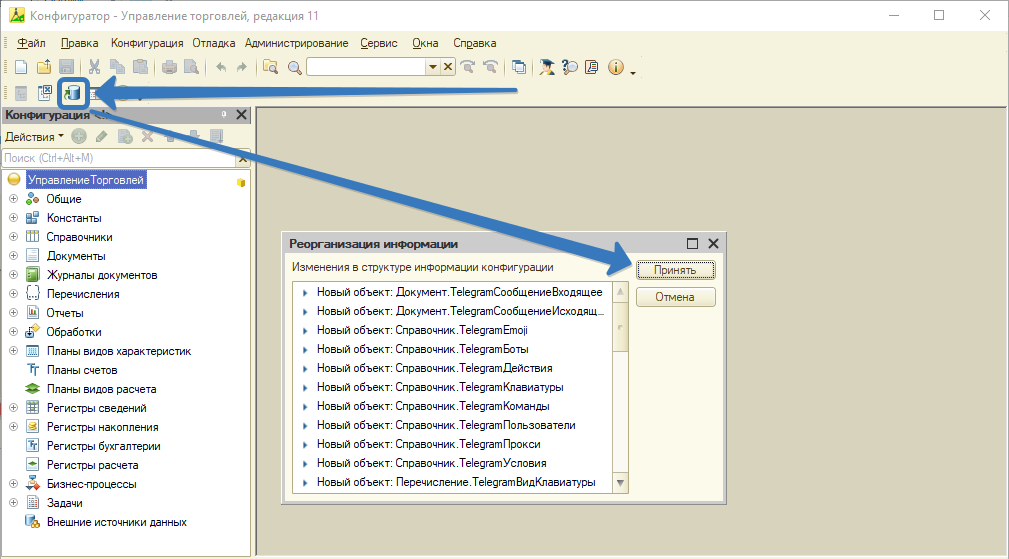 Конфигуратор - Управление торговлей, редакция 11
Файл Правка Конфигурация Отладка Администрирование Сервис Окна Справка
Конфигурация
Действия
Поиск (Ctrl+Alt+M)
УправлениеТорговлей
Общие
Константы
Справочники
Документы
Журналы документов
Перечисления
Отчеты
Обработки
Планы видов характеристик
Планы счетов
Планы видов расчета
Регистры сведений
Регистры накопления
Регистры бухгалтерии
Регистры расчета
Бизнес-процессы
Задачи
Внешние источники данных
Реорганизация информации
Изменения в структуре информации конфигурации
Новый объект: Документ.TelegramСообщениеВходящее
Новый объект: Документ.TelegramСообщениеИсходящ...
Новый объект: Справочник.TelegramEmoji
Новый объект: Справочник.TelegramБоты
Новый объект: Справочник.TelegramДействия
Новый объект: Справочник.TelegramКлавиатуры
Новый объект: Справочник.TelegramКоманды
Новый объект: Справочник.TelegramПользователи
Новый объект: Справочник.TelegramПрокси
Новый объект: Справочник.TelegramУсловия
Новый объект: Перечисление.TelegramВидКлавиатуры
Принять
Отмена